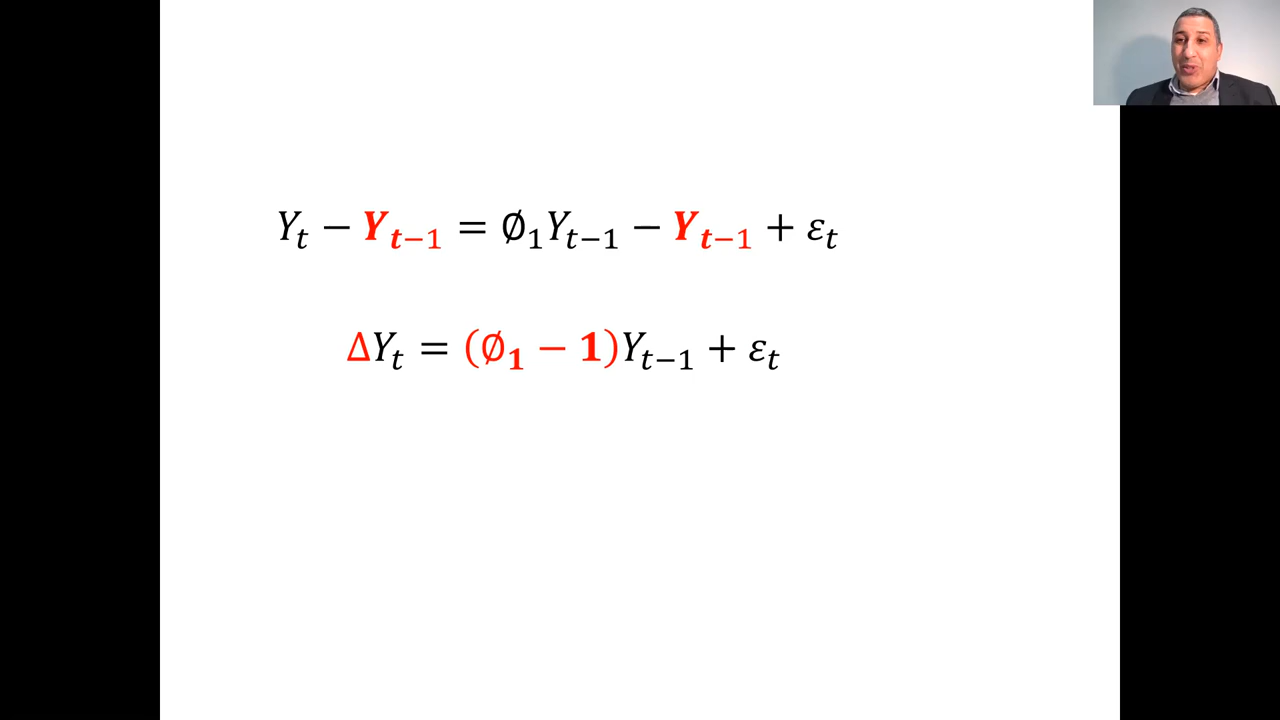 Yₜ − Yₜ₋₁ = ∅₁Yₜ₋₁ − Yₜ₋₁ + εₜ
ΔYₜ = (∅₁ − 1)Yₜ₋₁ + εₜ